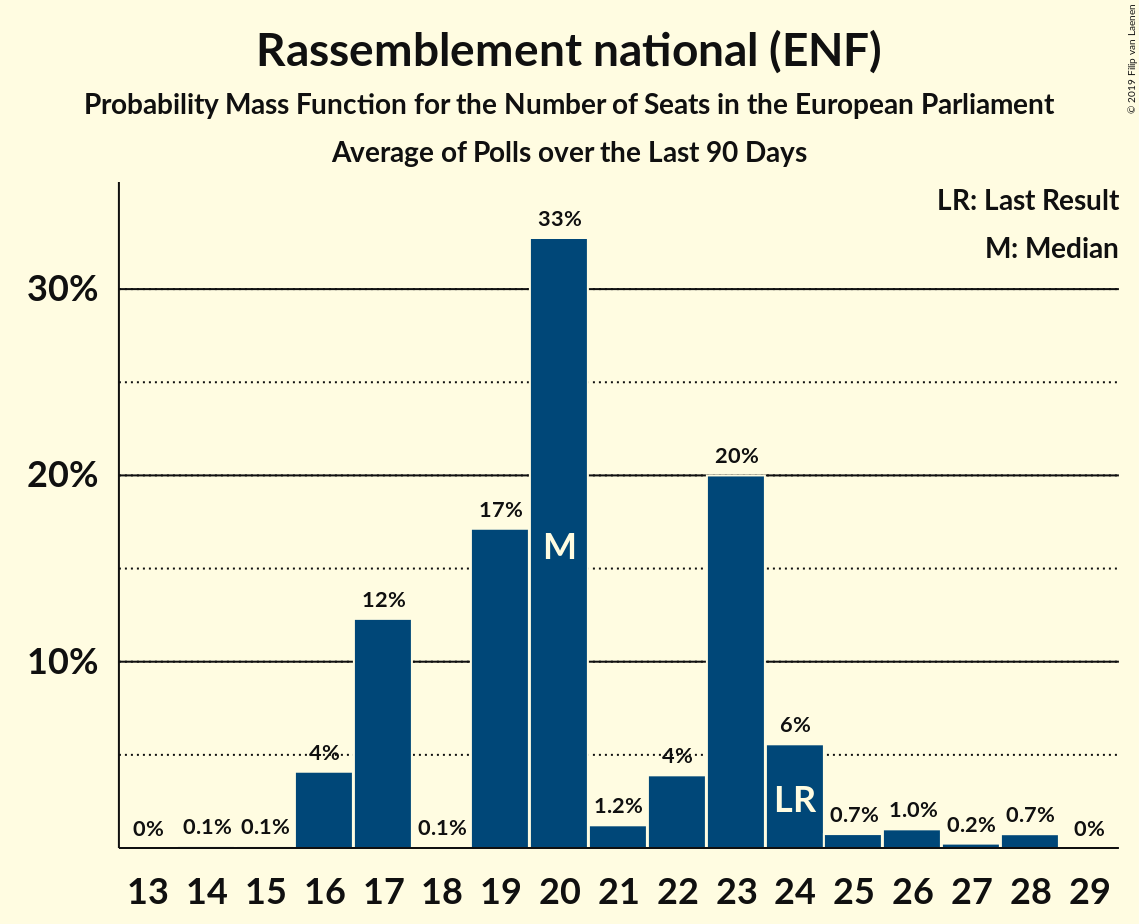 Rassemblement national (ENF)
Probability Mass Function for the Number of Seats in the European Parliament
Average of Polls over the Last 90 Days
© 2019 Filip van Laenen
LR: Last Result
M: Median
30%
20%
10%
0%
0.1%
0.1%
4%
12%
0.1%
17%
33%
M
1.2%
4%
20%
6%
LR
0.7%
1.0%
0.2%
0.7%
0%
13 14 15 16 17 18 19 20 21 22 23 24 25 26 27 28 29